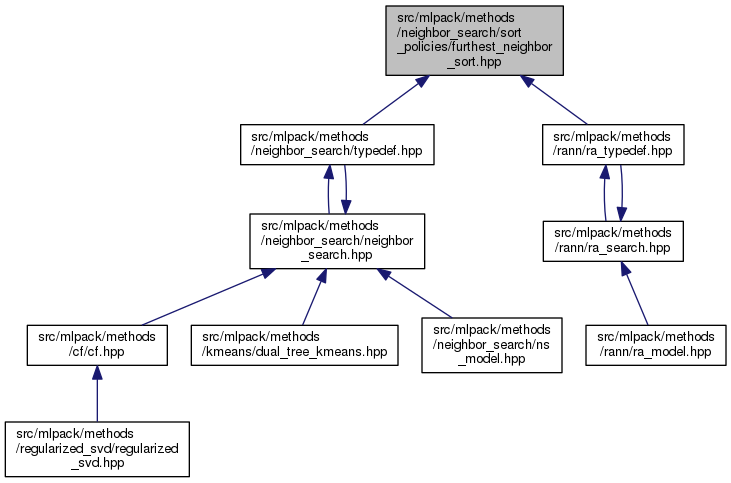 src/mlpack/methods
/neighbor_search/sort
_policies/furthest_neighbor
_sort.hpp
src/mlpack/methods
/neighbor_search/typedef.hpp
src/mlpack/methods
/rann/ra_typedef.hpp
src/mlpack/methods
/neighbor_search/neighbor
_search.hpp
src/mlpack/methods
/rann/ra_search.hpp
src/mlpack/methods
/cf/cf.hpp
src/mlpack/methods
/kmeans/dual_tree_kmeans.hpp
src/mlpack/methods
/neighbor_search/ns
_model.hpp
src/mlpack/methods
/rann/ra_model.hpp
src/mlpack/methods
/regularized_svd/regularized
_svd.hpp